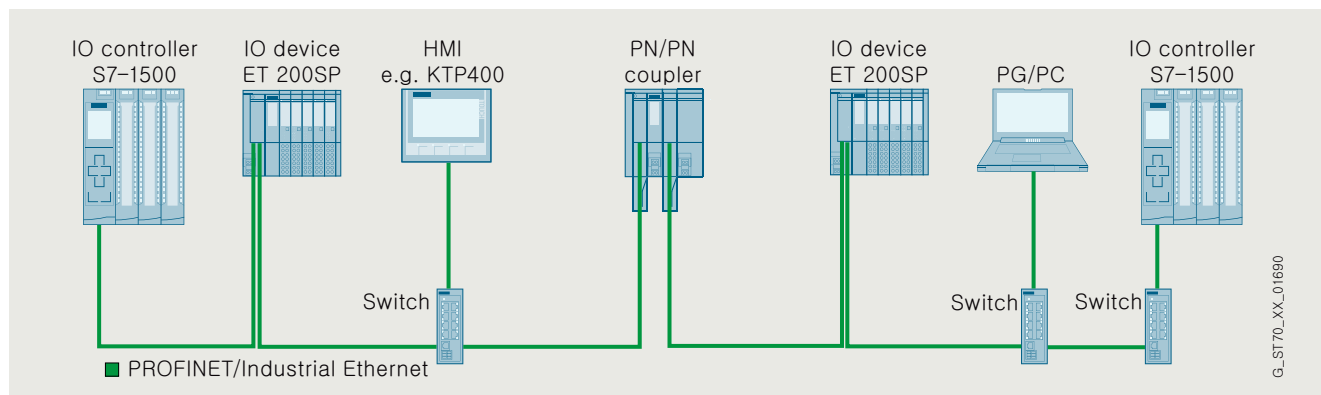 IO controller
S7-1500
IO device
ET 200SP
HMI
e.g. KTP400
PN/PN
coupler
IO device
ET 200SP
PG/PC
IO controller
S7-1500
Switch
Switch
Switch
PROFINET/Industrial Ethernet
G_ST70_XX_01690